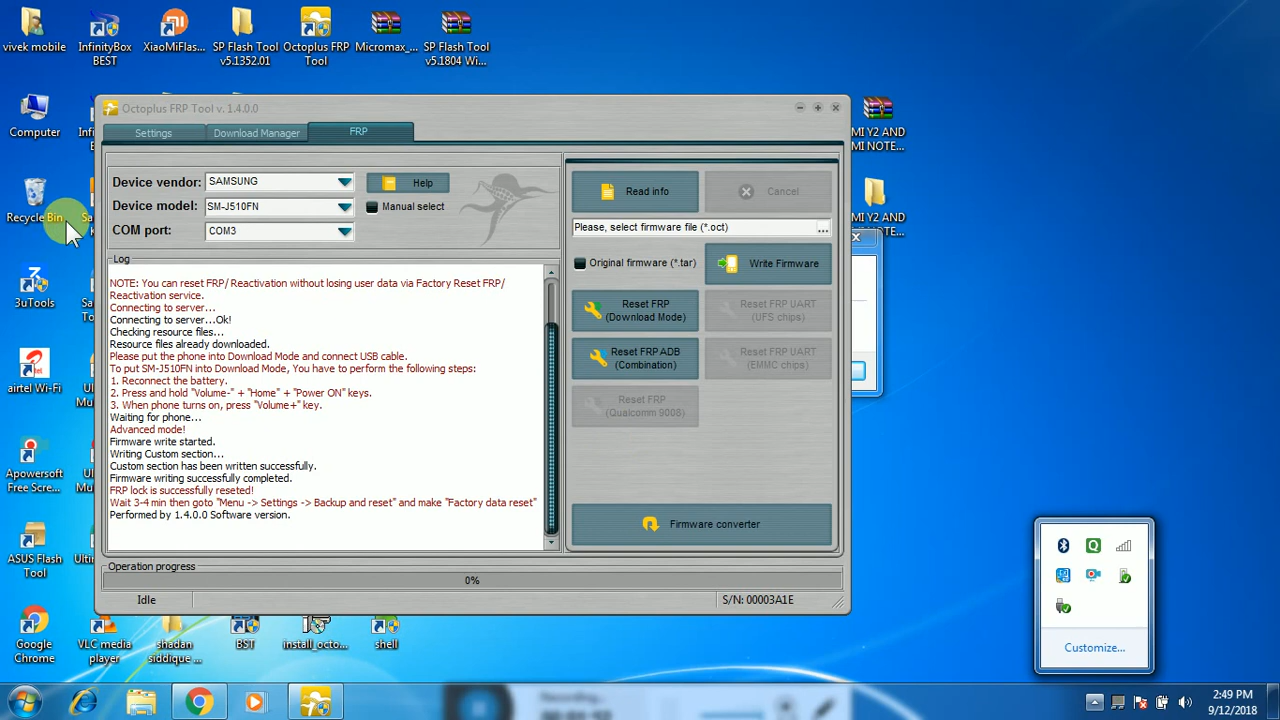 vivek mobile
InfinityBox
BEST
XiaoMiFlas...
SP Flash Tool
v5.1352.01
Octoplus FRP
Tool
Micromax_...
SP Flash Tool
v5.1804 Wi...
Computer
Recycle Bin
3uTools
airtel Wi-Fi
Apowersoft
Free Scre...
ASUS Flash
Tool
Google
Chrome
VLC media
player
shadan
siddique ...
BST
install_octo...
shell
MI Y2 AND
MI NOTE...
MI Y2 AND
Octoplus FRP Tool v. 1.4.0.0
Settings
Download Manager
FRP
Device vendor:
SAMSUNG
Help
Device model:
SM-J510FN
Manual select
COM port:
COM3
Log
NOTE: You can reset FRP/ Reactivation without losing user data via Factory Reset FRP/
Reactivation service.
Connecting to server...
Connecting to server...Ok!
Checking resource files...
Resource files already downloaded.
Please put the phone into Download Mode and connect USB cable.
To put SM-J510FN into Download Mode, You have to perform the following steps:
1. Reconnect the battery.
2. Press and hold "Volume-" + "Home" + "Power ON" keys.
3. When phone turns on, press "Volume+" key.
Waiting for phone...
Advanced mode!
Firmware write started.
Writing Custom section...
Custom section has been written successfully.
Firmware writing successfully completed.
FRP lock is successfully reseted!
Wait 3-4 min then goto "Menu -> Settings -> Backup and reset" and make "Factory data reset"
Performed by 1.4.0.0 Software version.
Read info
Cancel
Please, select firmware file (*.oct)
...
Original firmware (*.tar)
Write Firmware
Reset FRP
(Download Mode)
Reset FRP UART
(UFS chips)
Reset FRP ADB
(Combination)
Reset FRP UART
(EMMC chips)
Reset FRP
(Qualcomm 9008)
Firmware converter
Operation progress
0%
Idle
S/N: 00003A1E
Customize...
Recording...
2:49 PM
9/12/2018